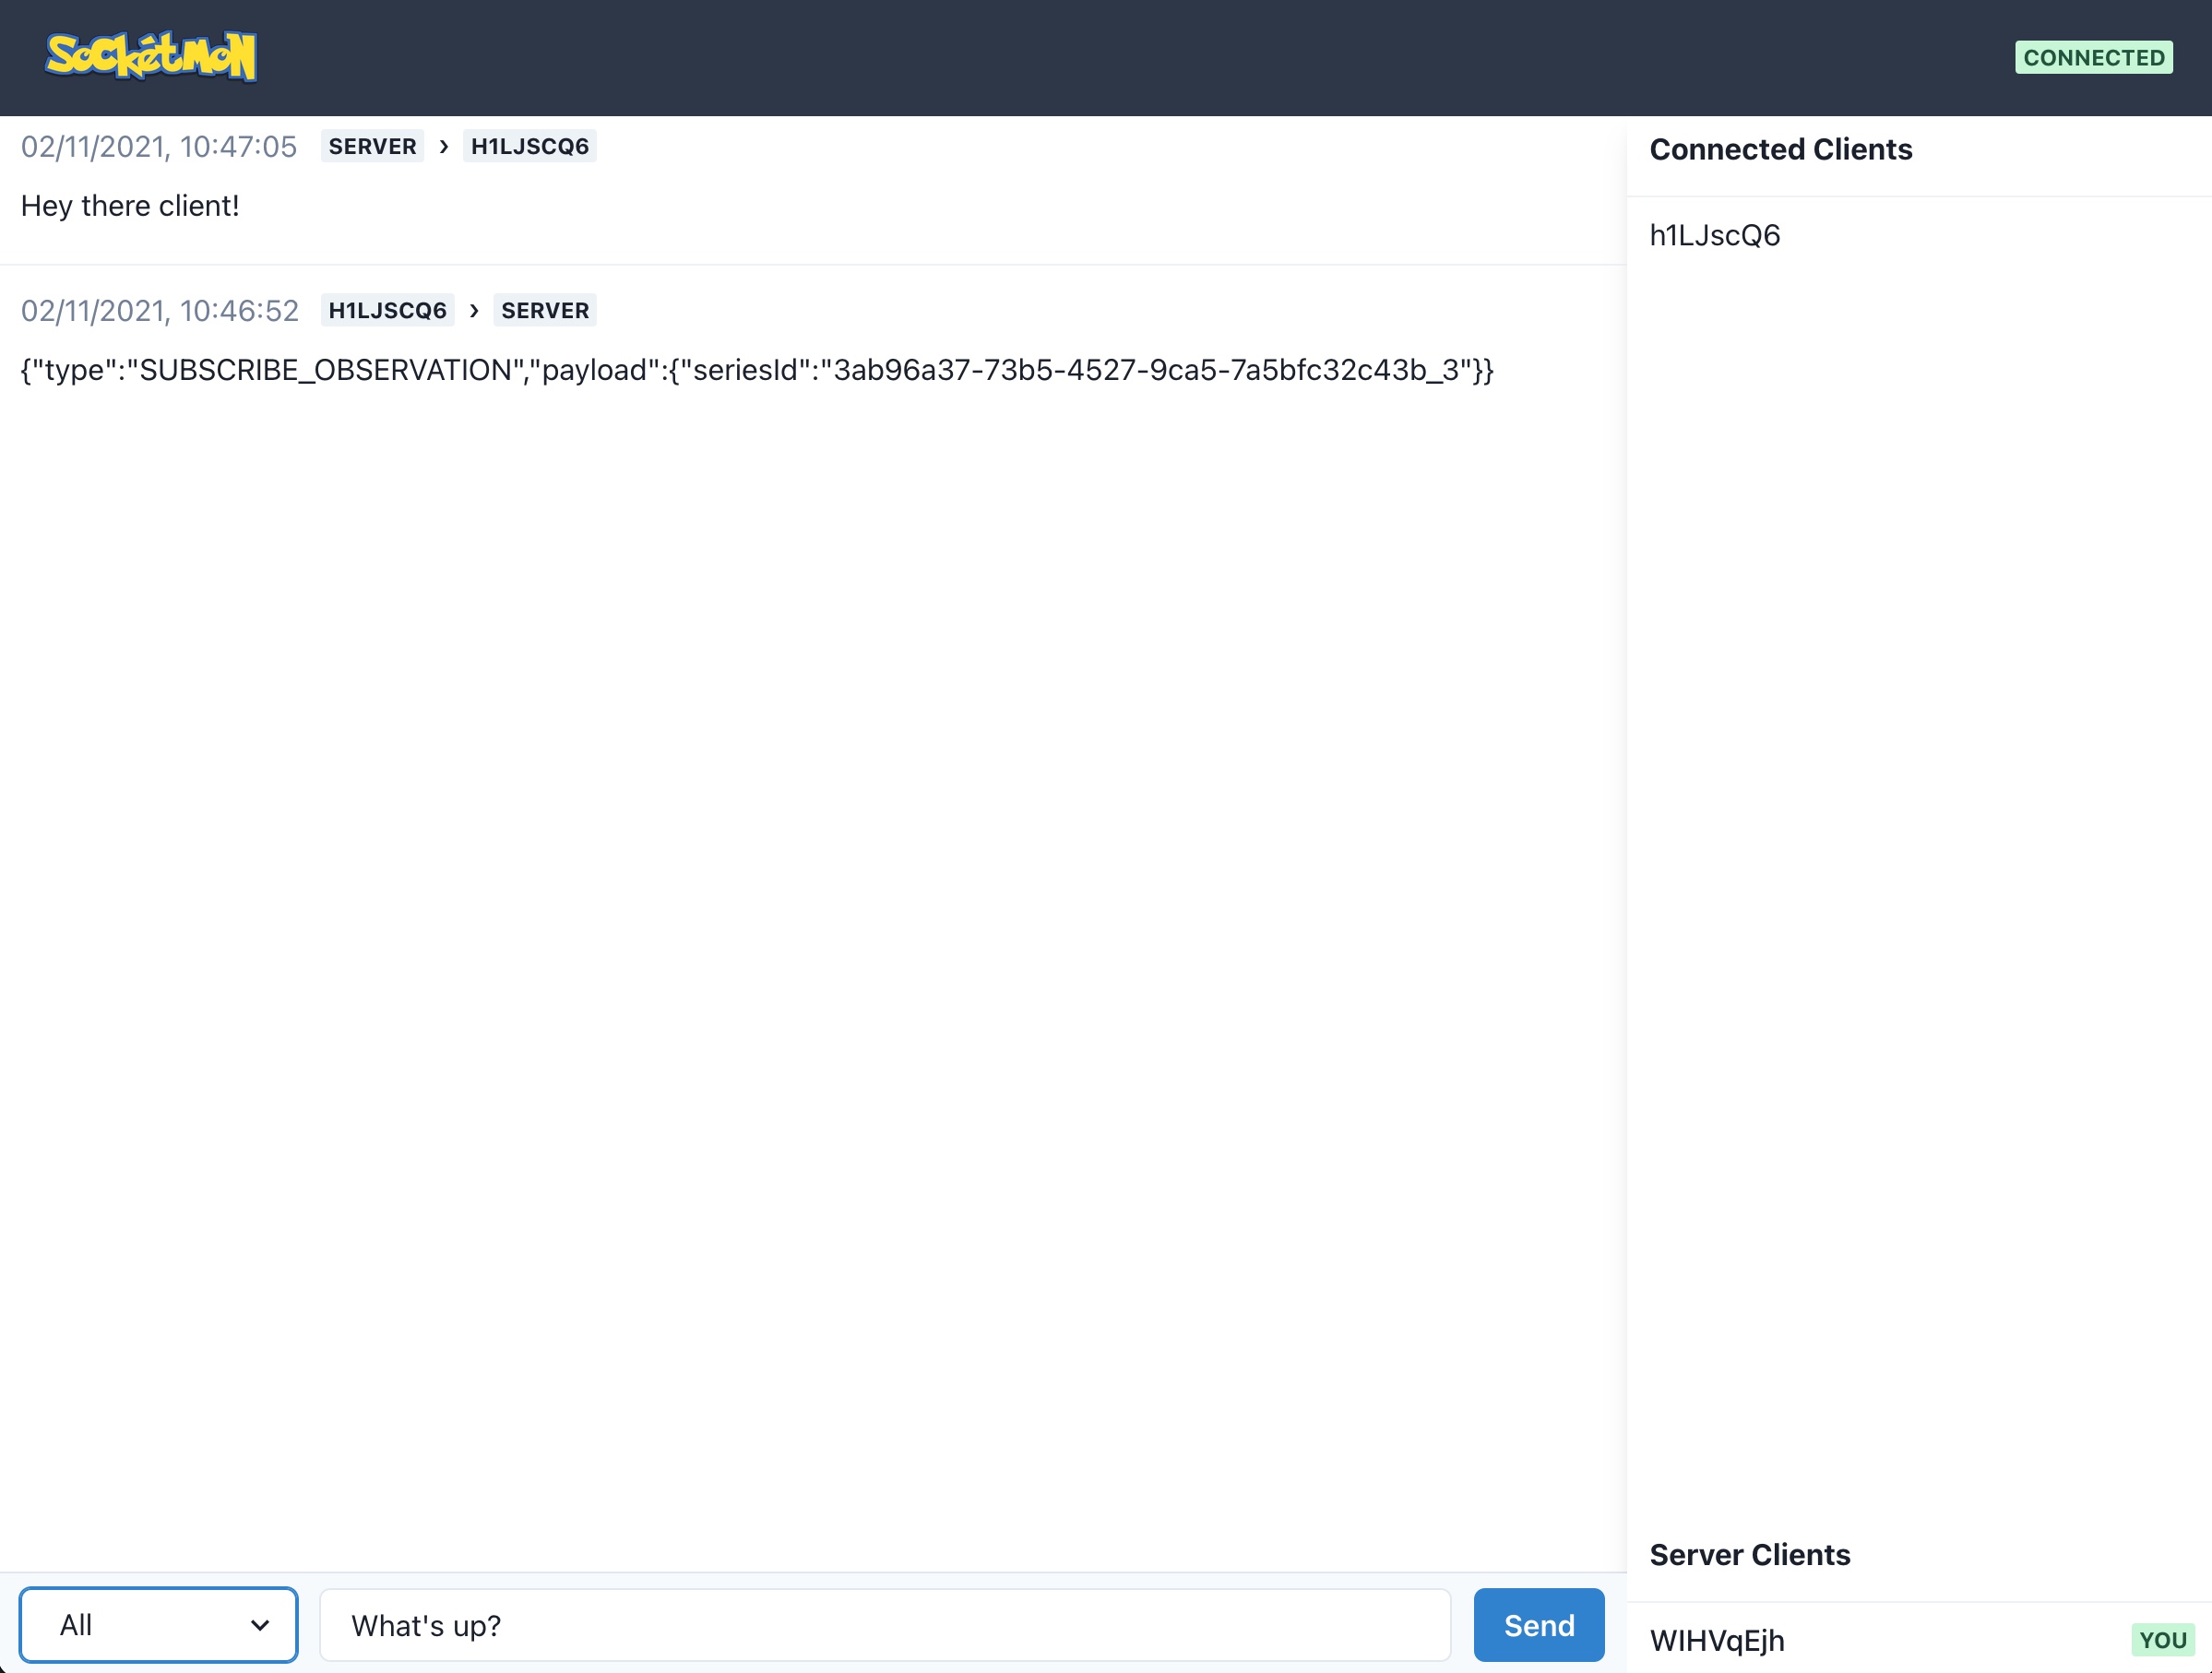 SockétMoN
CONNECTED
02/11/2021, 10:47:05 SERVER › H1LJSCQ6
Hey there client!
02/11/2021, 10:46:52 H1LJSCQ6 › SERVER
{"type":"SUBSCRIBE_OBSERVATION","payload":{"seriesId":"3ab96a37-73b5-4527-9ca5-7a5bfc32c43b_3"}}
All
What's up?
Send
Connected Clients
h1LJscQ6
Server Clients
WIHVqEjh YOU